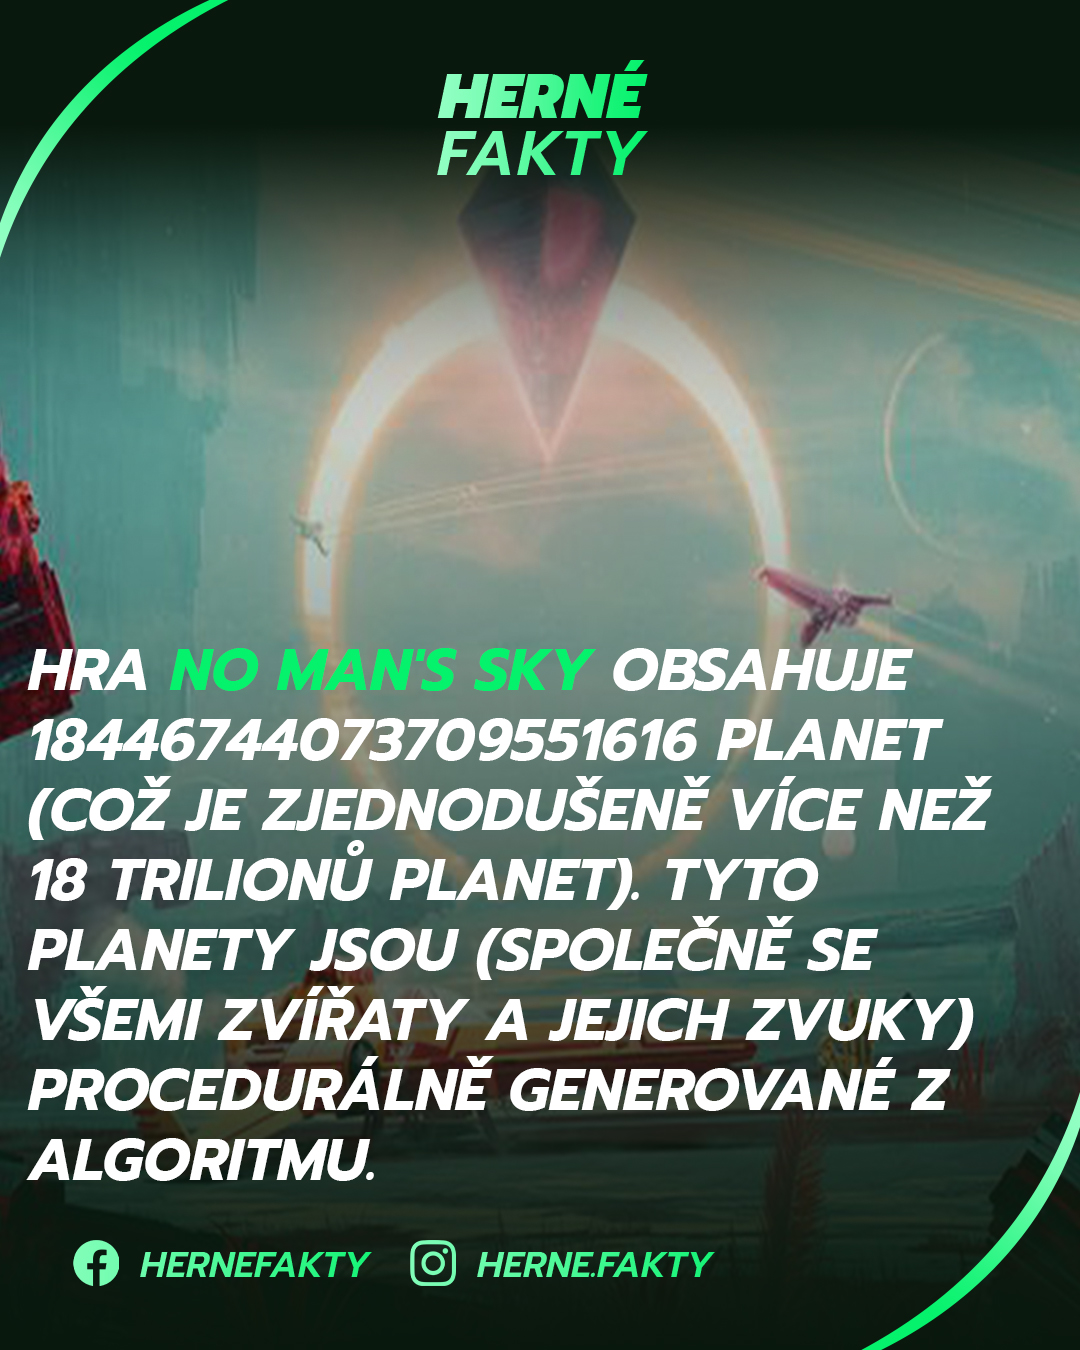 HERNÉ
FAKTY
HRA NO MAN'S SKY OBSAHUJE
18446744073709551616 PLANET
(COŽ JE ZJEDNODUŠENĚ VÍCE NEŽ
18 TRILIONŮ PLANET). TYTO
PLANETY JSOU (SPOLEČNĚ SE
VŠEMI ZVÍŘATY A JEJICH ZVUKY)
PROCEDURÁLNĚ GENEROVANÉ Z
ALGORITMU.
HERNEFAKTY HERNE.FAKTY